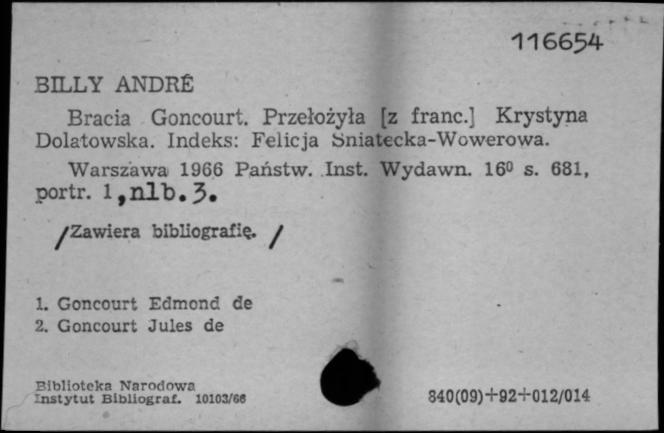 116654
BILLY ANDRÉ
Bracia Goncourt. Przełożyła [z franc.] Krystyna
Dolatowska. Indeks: Felicja Śniatecka-Wowerowa.
Warszawa 1966 Państw. Inst. Wydawn. 16⁰ s. 681,
portr. 1, nlb. 3.
/Zawiera bibliografię. /
1. Goncourt Edmond de
2. Goncourt Jules de
Biblioteka Narodowa
Instytut Bibliograf. 10103/66
840(09)+92+012/014